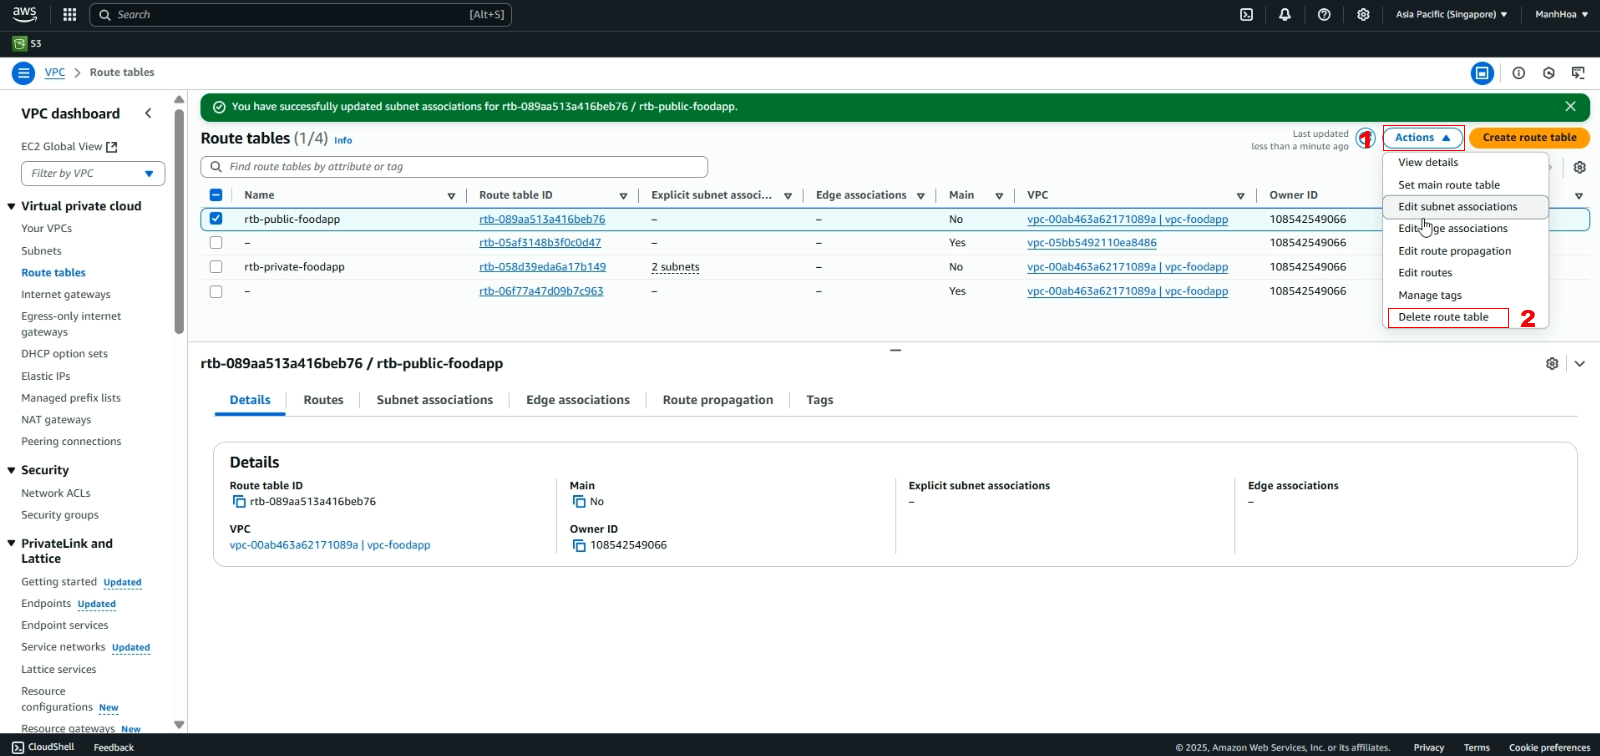 aws
Search [Alt+S]
Asia Pacific (Singapore) ▼
ManhHoa ▼
S3
VPC > Route tables
VPC dashboard
EC2 Global View
Filter by VPC
Virtual private cloud
Your VPCs
Subnets
Route tables
Internet gateways
Egress-only internet
gateways
DHCP option sets
Elastic IPs
Managed prefix lists
NAT gateways
Peering connections
Security
Network ACLs
Security groups
PrivateLink and
Lattice
Getting started Updated
Endpoints Updated
Endpoint services
Service networks Updated
Lattice services
Resource
configurations New
Resource gateways New
You have successfully updated subnet associations for rtb-089aa513a416beb76 / rtb-public-foodapp.
Route tables (1/4) Info
Last updated
less than a minute ago
1
Actions ▲
Create route table
Find route tables by attribute or tag
View details
Set main route table
Edit subnet associations
Edit route propagation
Edit routes
Manage tags
Delete route table
2
Name Route table ID Explicit subnet associ... Edge associations Main VPC Owner ID
rtb-public-foodapp rtb-089aa513a416beb76 – – No vpc-00ab463a62171089a | vpc-foodapp 108542549066
– rtb-05af3148b3f0c0d47 – – Yes vpc-05bb5492110ea8486 108542549066
rtb-private-foodapp rtb-058d39eda6a17b149 2 subnets – No vpc-00ab463a62171089a | vpc-foodapp 108542549066
– rtb-06f77a47d09b7c963 – – Yes vpc-00ab463a62171089a | vpc-foodapp 108542549066
rtb-089aa513a416beb76 / rtb-public-foodapp
Details Routes Subnet associations Edge associations Route propagation Tags
Details
Route table ID
rtb-089aa513a416beb76
Main
No
Explicit subnet associations
–
Edge associations
–
VPC
vpc-00ab463a62171089a | vpc-foodapp
Owner ID
108542549066
CloudShell Feedback
© 2025, Amazon Web Services, Inc. or its affiliates. Privacy Terms Cookie preferences